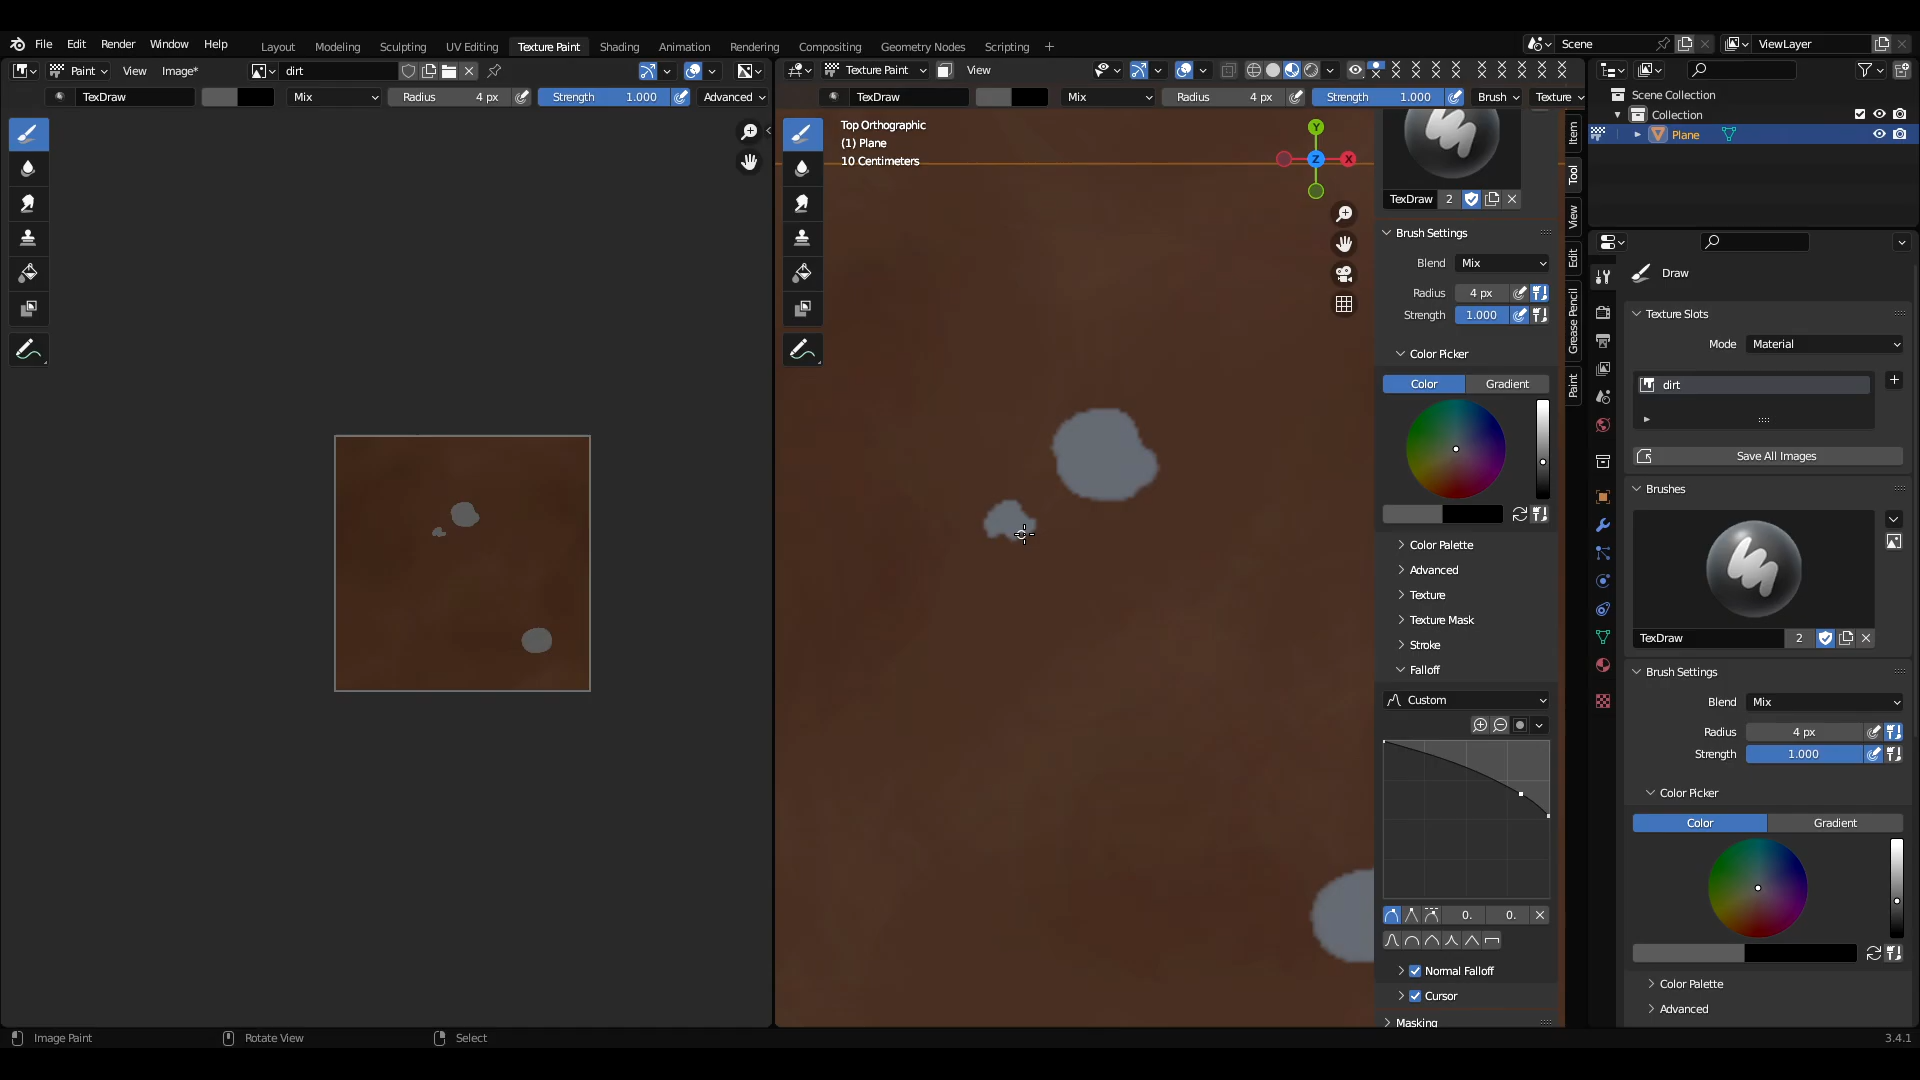 File Edit Render Window Help
Layout Modeling Sculpting UV Editing Texture Paint Shading Animation Rendering Compositing Geometry Nodes Scripting +
Scene
ViewLayer
Paint View Image* dirt
TexDraw Mix Radius 4 px Strength 1.000 Advanced
Texture Paint View
TexDraw Mix Radius 4 px Strength 1.000 Brush Texture
Top Orthographic
(1) Plane
10 Centimeters
Y
Z
X
TexDraw 2
Brush Settings
Blend Mix
Radius 4 px
Strength 1.000
Color Picker
Color Gradient
Color Palette
Advanced
Texture
Texture Mask
Stroke
Falloff
Custom
0. 0.
Normal Falloff
Cursor
Masking
Item
Tool
View
Edit
Grease Pencil
Paint
Scene Collection
Collection
Plane
Draw
Texture Slots
Mode Material
dirt
Save All Images
Brushes
TexDraw 2
Brush Settings
Blend Mix
Radius 4 px
Strength 1.000
Color Picker
Color Gradient
Color Palette
Advanced
Image Paint Rotate View Select 3.4.1